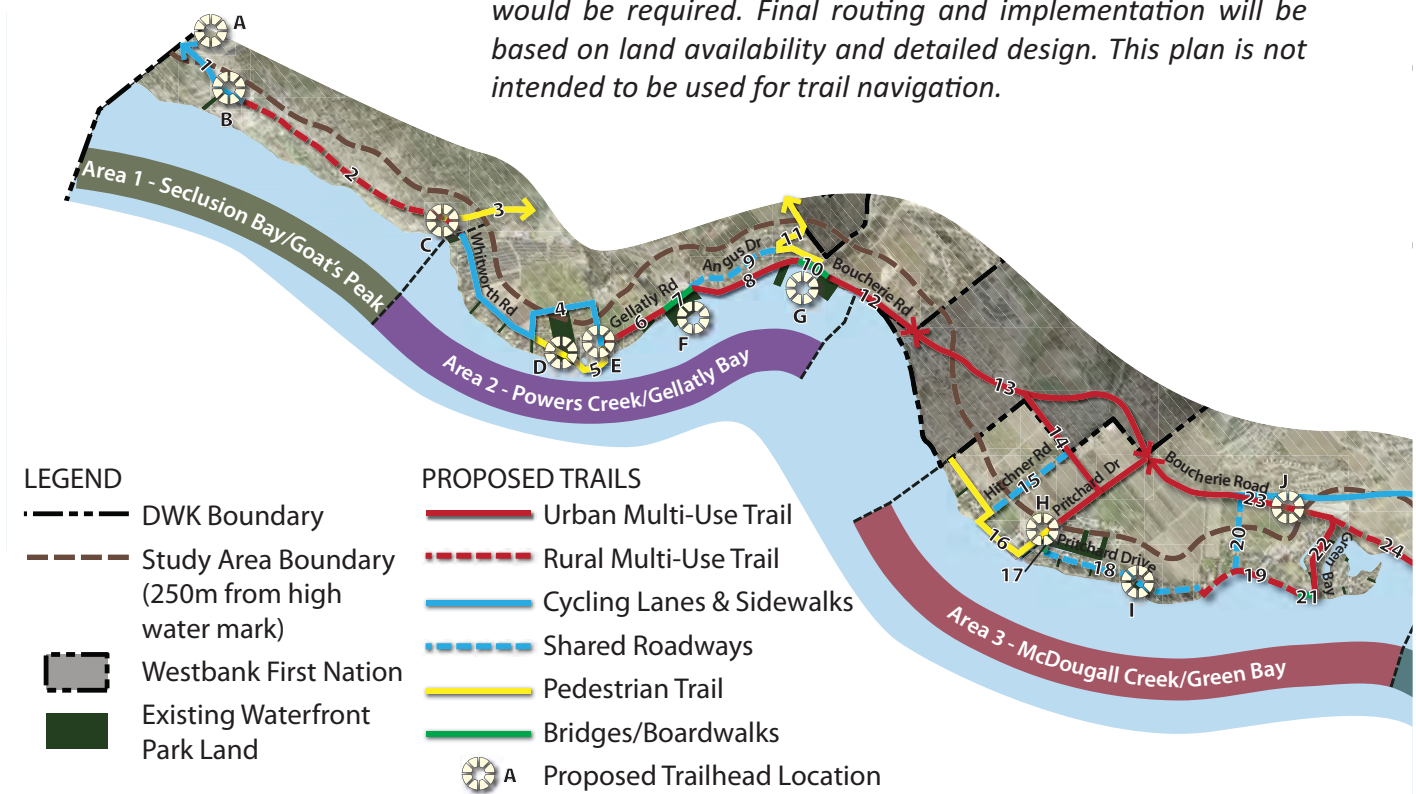 would be required. Final routing and implementation will be
based on land availability and detailed design. This plan is not
intended to be used for trail navigation.
A
1
B
2
Area 1 - Seclusion Bay/Goat's Peak
C
3
Whitworth Rd
4
D
5
E
Gellatly Rd
6
7
F
Angus Dr
8
9
10
11
G
Boucherie Rd
12
Area 2 - Powers Creek/Gellatly Bay
13
14
Hitchner Rd
15
Pritchard Dr
H
16
17
Pritchard Drive
18
I
Boucherie Road
J
23
20
19
22
Green Bay
24
21
Area 3 - McDougall Creek/Green Bay
LEGEND
DWK Boundary
Study Area Boundary
(250m from high
water mark)
Westbank First Nation
Existing Waterfront
Park Land
PROPOSED TRAILS
Urban Multi-Use Trail
Rural Multi-Use Trail
Cycling Lanes & Sidewalks
Shared Roadways
Pedestrian Trail
Bridges/Boardwalks
A Proposed Trailhead Location